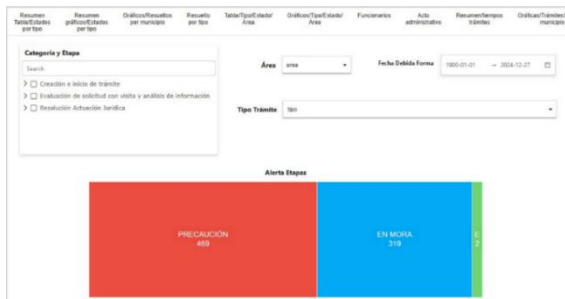 Resumen Tabla/Estados por tipo
Resumen gráficos/Estados por tipo
Gráficos/Resueltos por municipio
Resuelto por tipo
Tabla/Tipo/Estado/ Área
Gráficos/Tipo/Estado/ Área
Funcionarios
Acto administrativo
Resumen/tiempos trámites
Gráficas/Trámites/ municipio
Categoría y Etapa
Search
Creación e inicio de trámite
Evaluación de solicitud con visita y análisis de información
Resolución Actuación Jurídica
Área
area
Fecha Debida Forma
1900-01-01 → 2024-12-27
Tipo Trámite
Alerta Etapas
PRECAUCIÓN
469
EN MORA
319
2